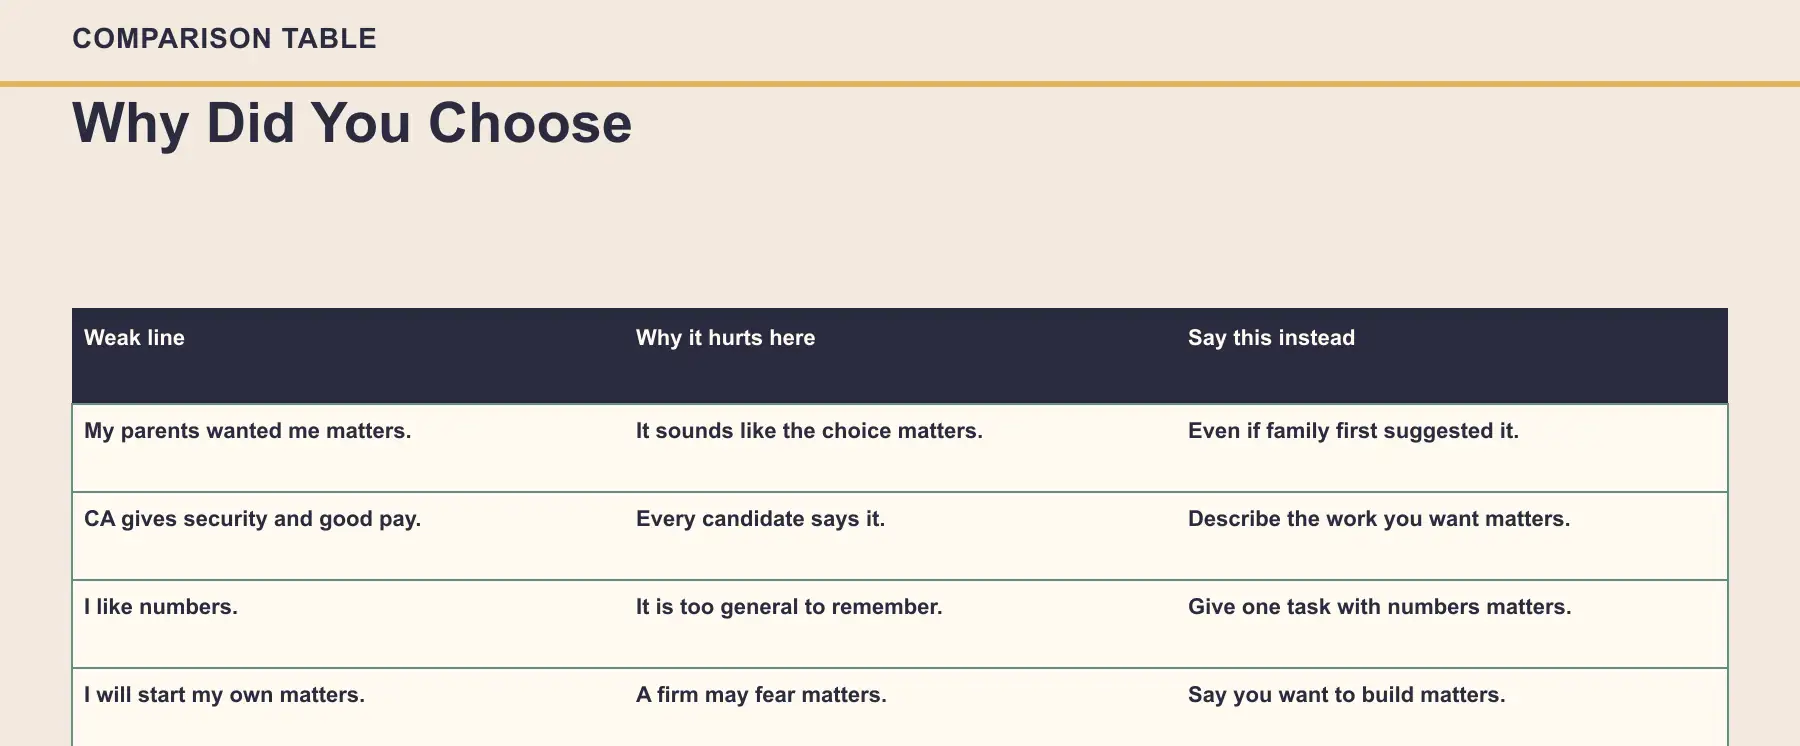 COMPARISON TABLE
Why Did You Choose
Weak line Why it hurts here Say this instead
My parents wanted me matters. It sounds like the choice matters. Even if family first suggested it.
CA gives security and good pay. Every candidate says it. Describe the work you want matters.
I like numbers. It is too general to remember. Give one task with numbers matters.
I will start my own matters. A firm may fear matters. Say you want to build matters.